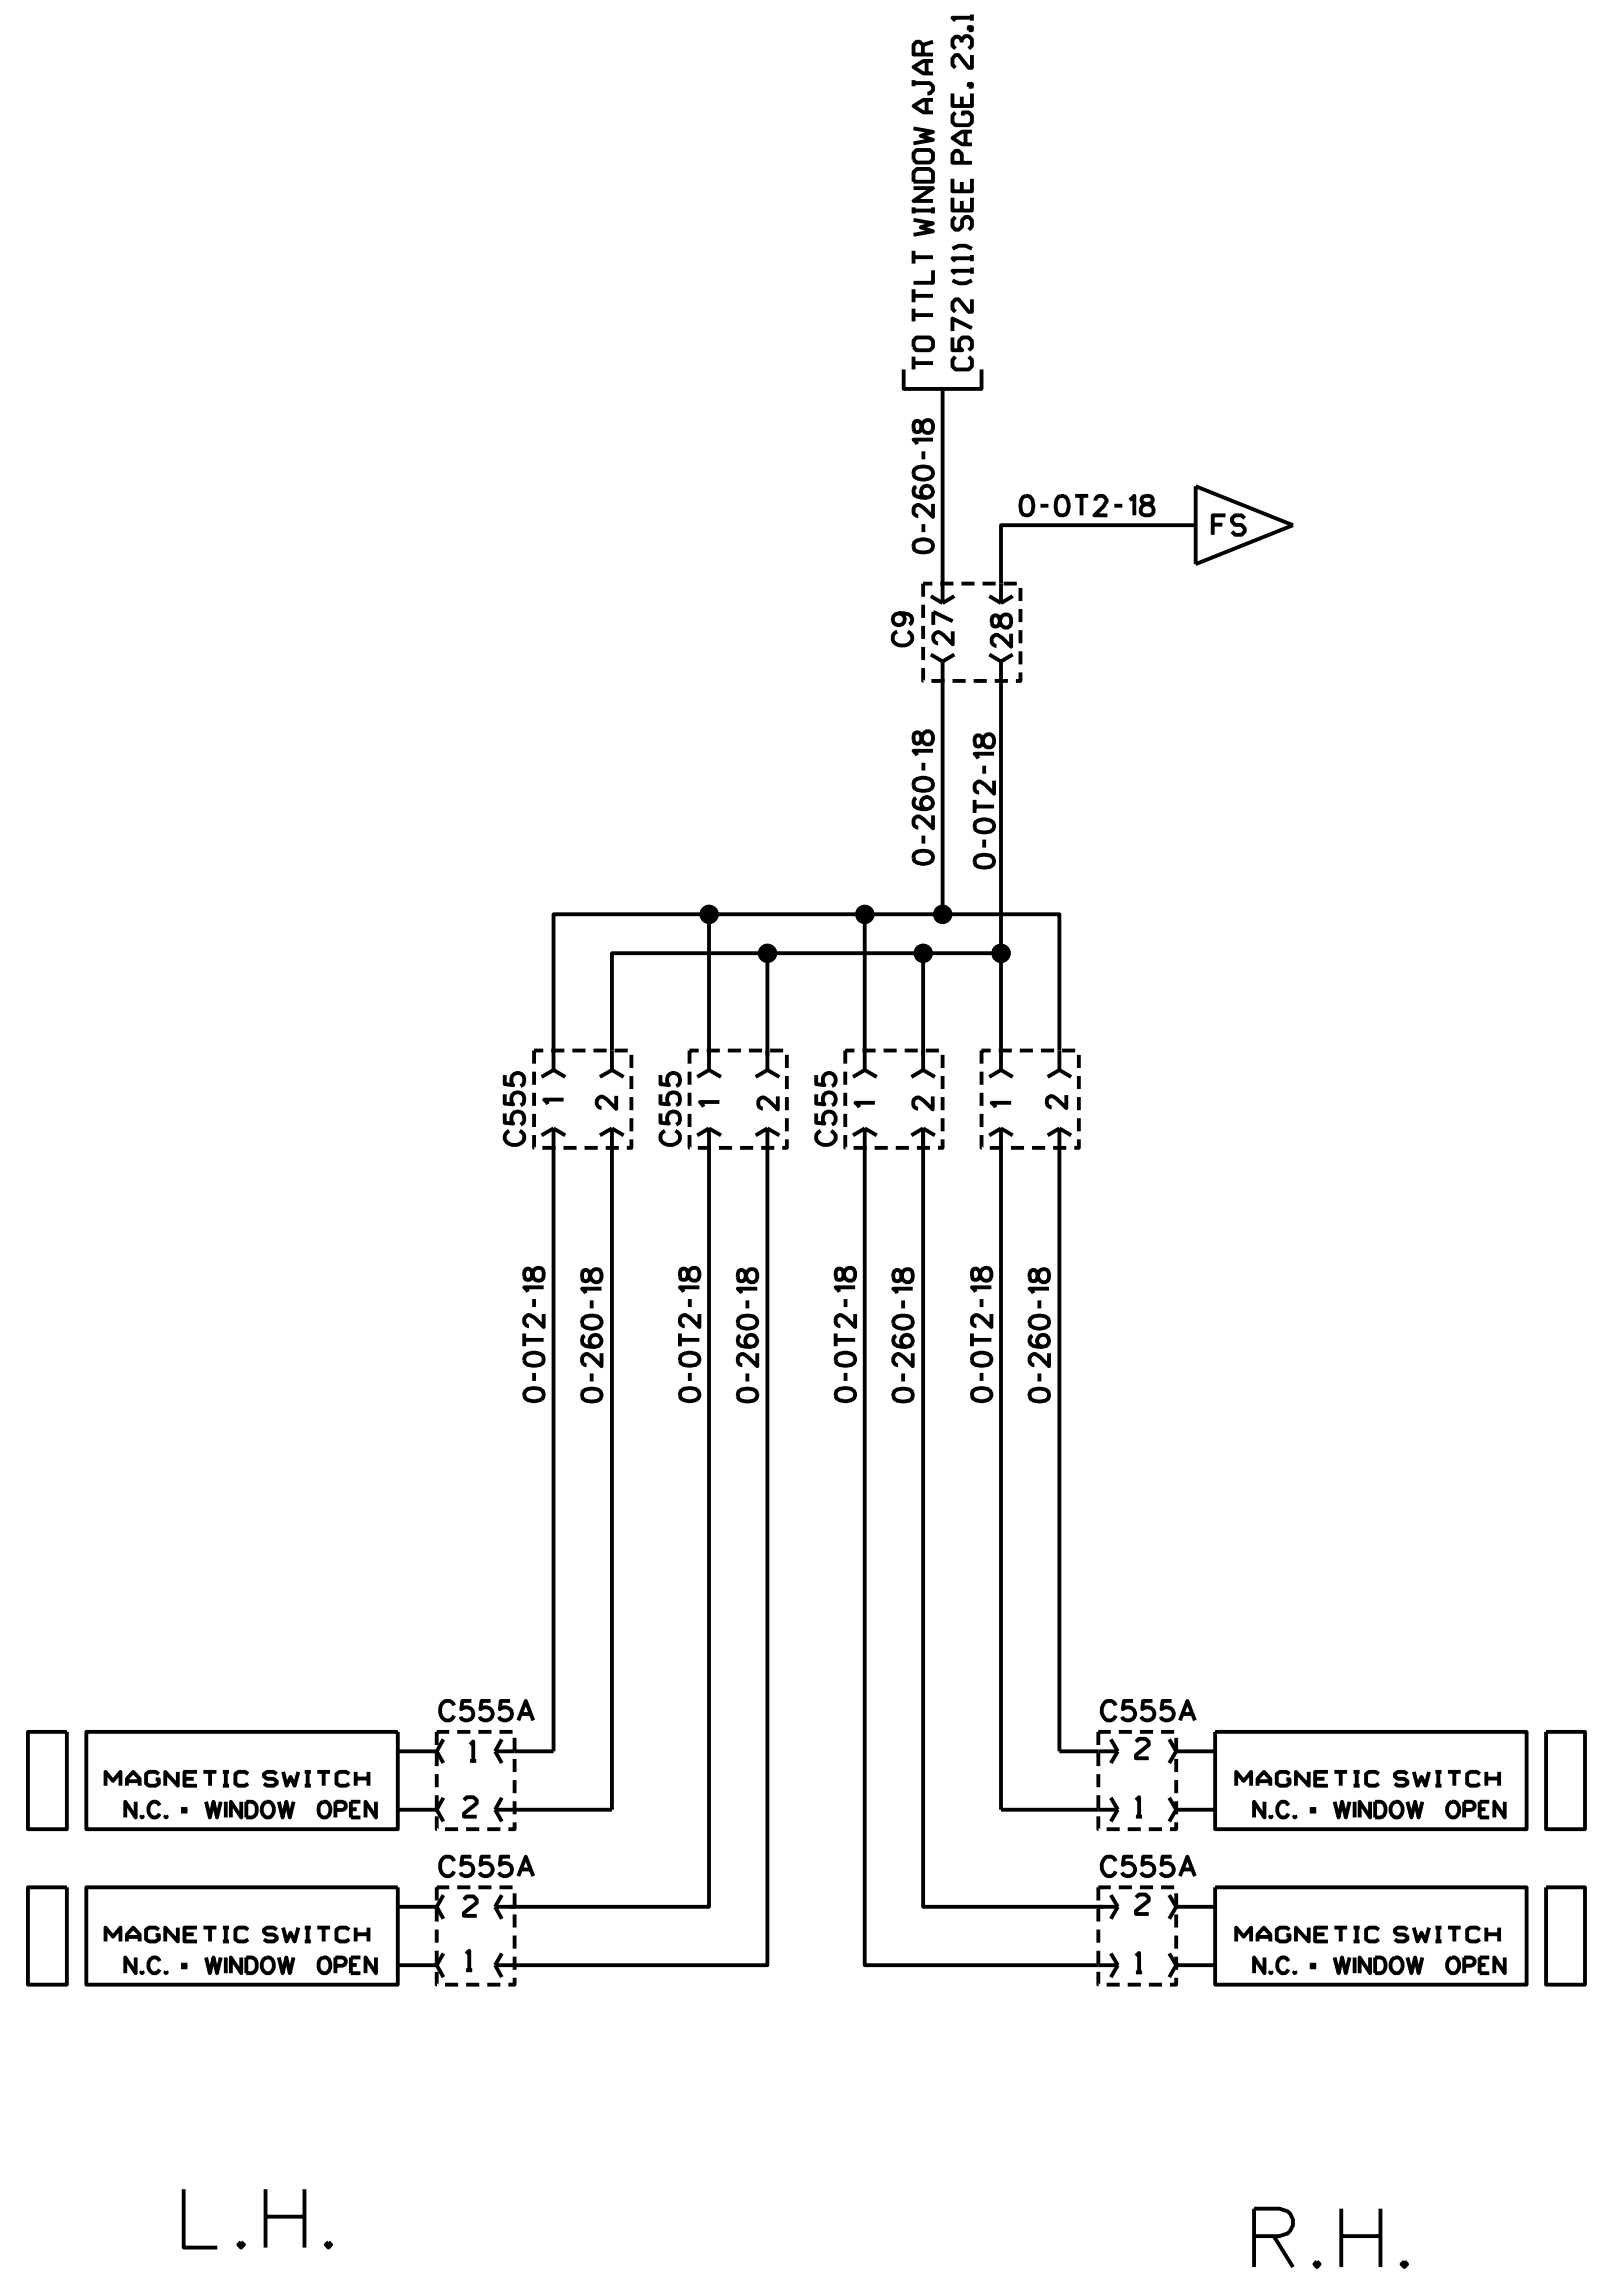 TO TTLT WINDOW AJAR
C572 (11) SEE PAGE. 23.1
0-260-18
0-0T2-18
FS
C9
27
28
0-260-18
0-0T2-18
C555
1
2
C555
1
2
C555
1
2
1
2
0-0T2-18
0-260-18
0-0T2-18
0-260-18
0-0T2-18
0-260-18
0-0T2-18
0-260-18
C555A
1
2
MAGNETIC SWITCH
N.C. - WINDOW OPEN
C555A
2
1
MAGNETIC SWITCH
N.C. - WINDOW OPEN
C555A
2
1
MAGNETIC SWITCH
N.C. - WINDOW OPEN
C555A
2
1
MAGNETIC SWITCH
N.C. - WINDOW OPEN
L.H.
R.H.